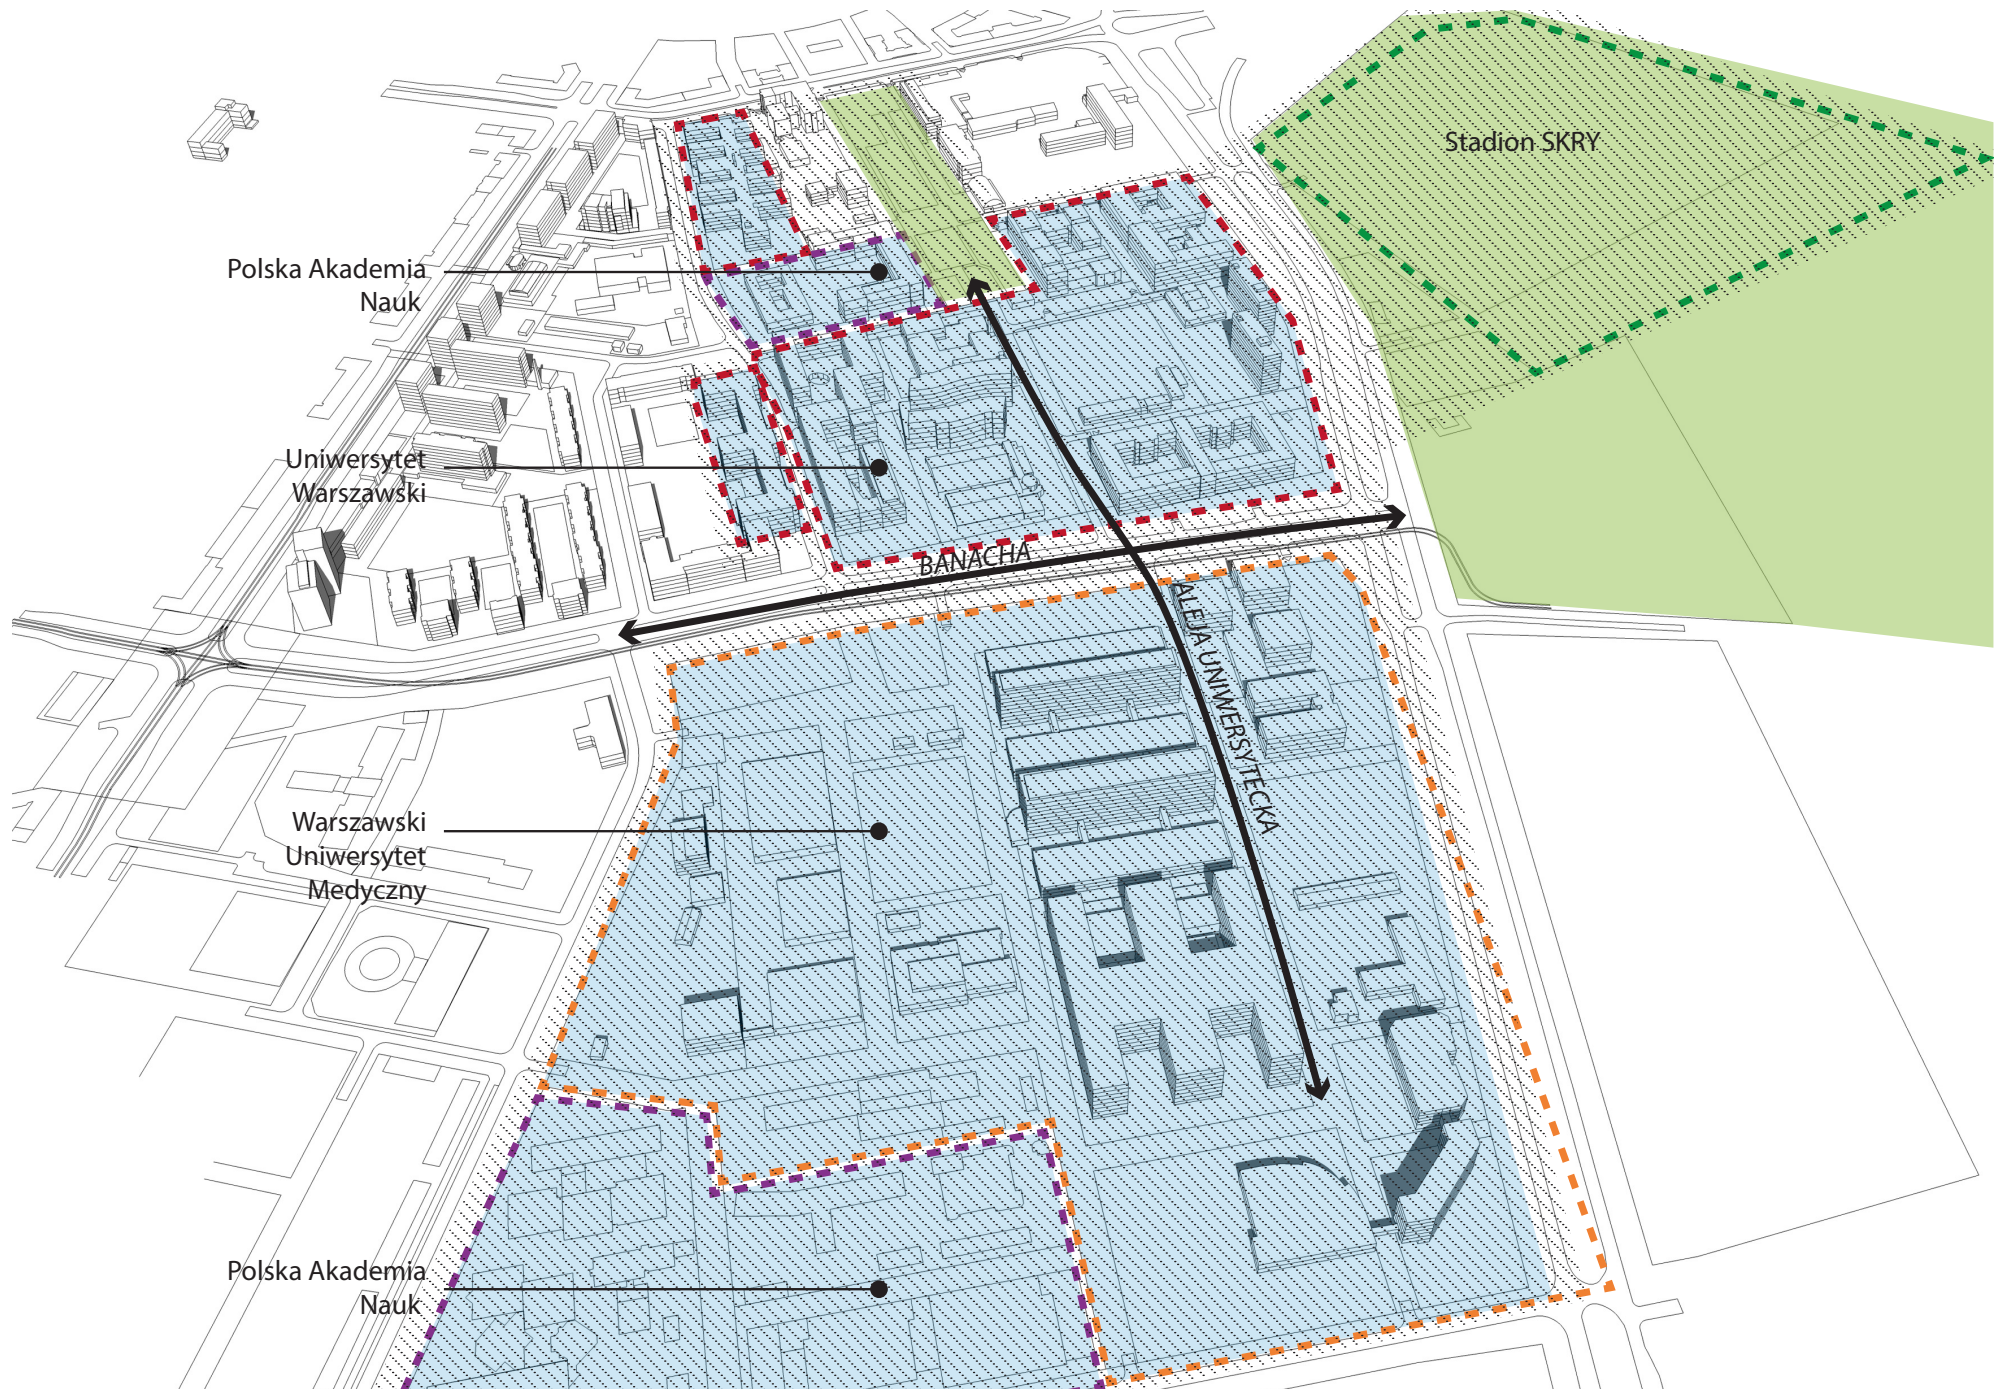 Stadion SKRY
Polska Akademia
Nauk
Uniwersytet
Warszawski
BANACHA
ALEJA UNIWERSYTECKA
Warszawski
Uniwersytet
Medyczny
Polska Akademia
Nauk